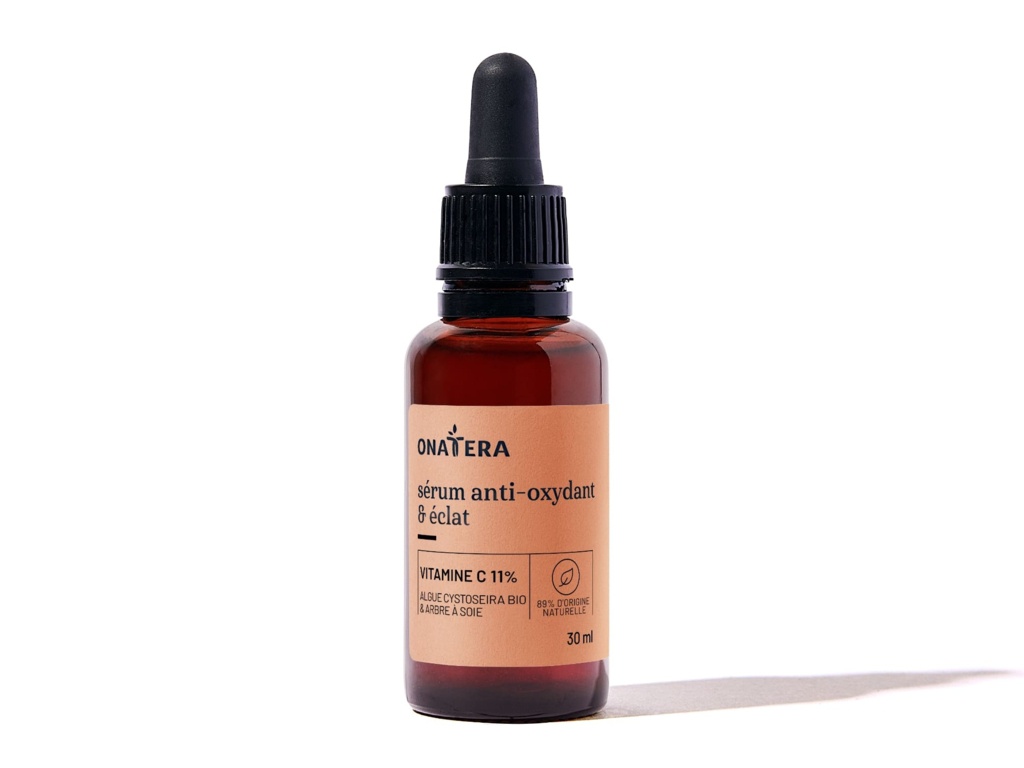 ONATERA
sérum anti-oxydant
& éclat
VITAMINE C 11%
ALGUE CYSTOSEIRA BIO
& ARBRE À SOIE
89% D'ORIGINE
NATURELLE
30 ml